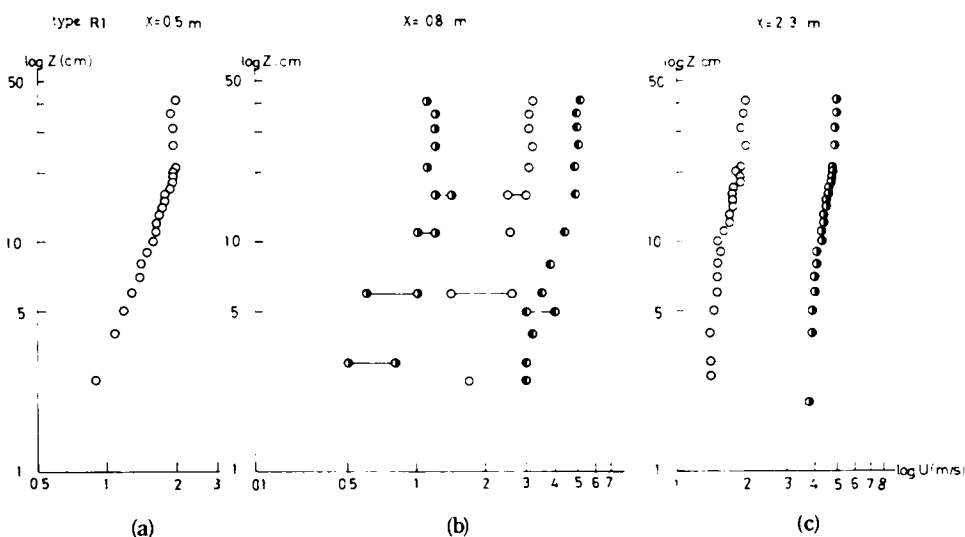 type R1 X=0.5 m
X=0.8 m
X=2.3 m
log Z (cm)
50
10
5
1
0.5 1 2 3
(a)
log Z, cm
50
10
5
1
0.1 0.5 1 2 3 4 5 6 7
(b)
log Z cm
50
10
5
1
1 2 3 4 5 6 7 8
log U (m/s)
(c)